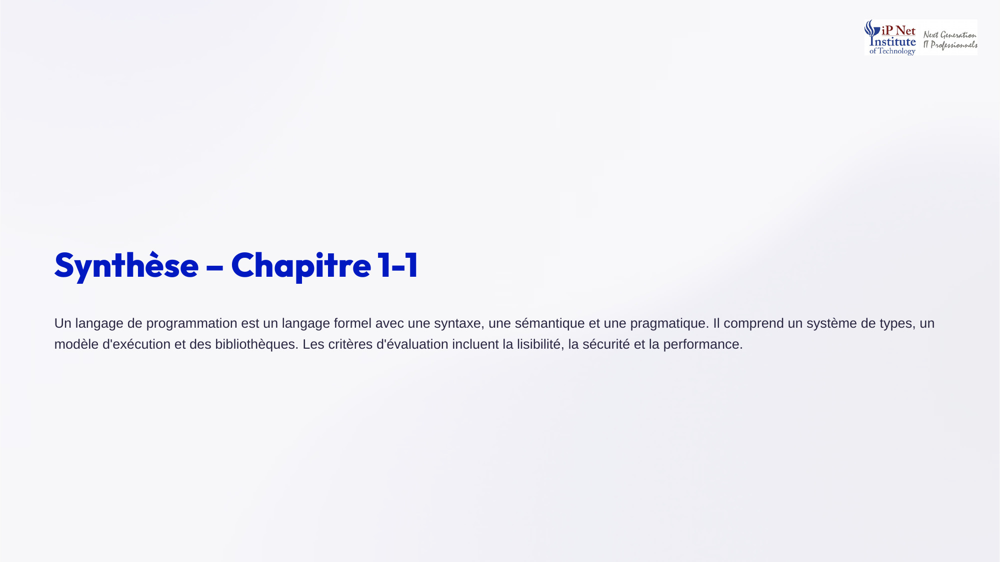 iP Net
Institute
of Technology
Next Generation
IT Professionnels
Synthèse – Chapitre 1-1
Un langage de programmation est un langage formel avec une syntaxe, une sémantique et une pragmatique. Il comprend un système de types, un
modèle d'exécution et des bibliothèques. Les critères d'évaluation incluent la lisibilité, la sécurité et la performance.